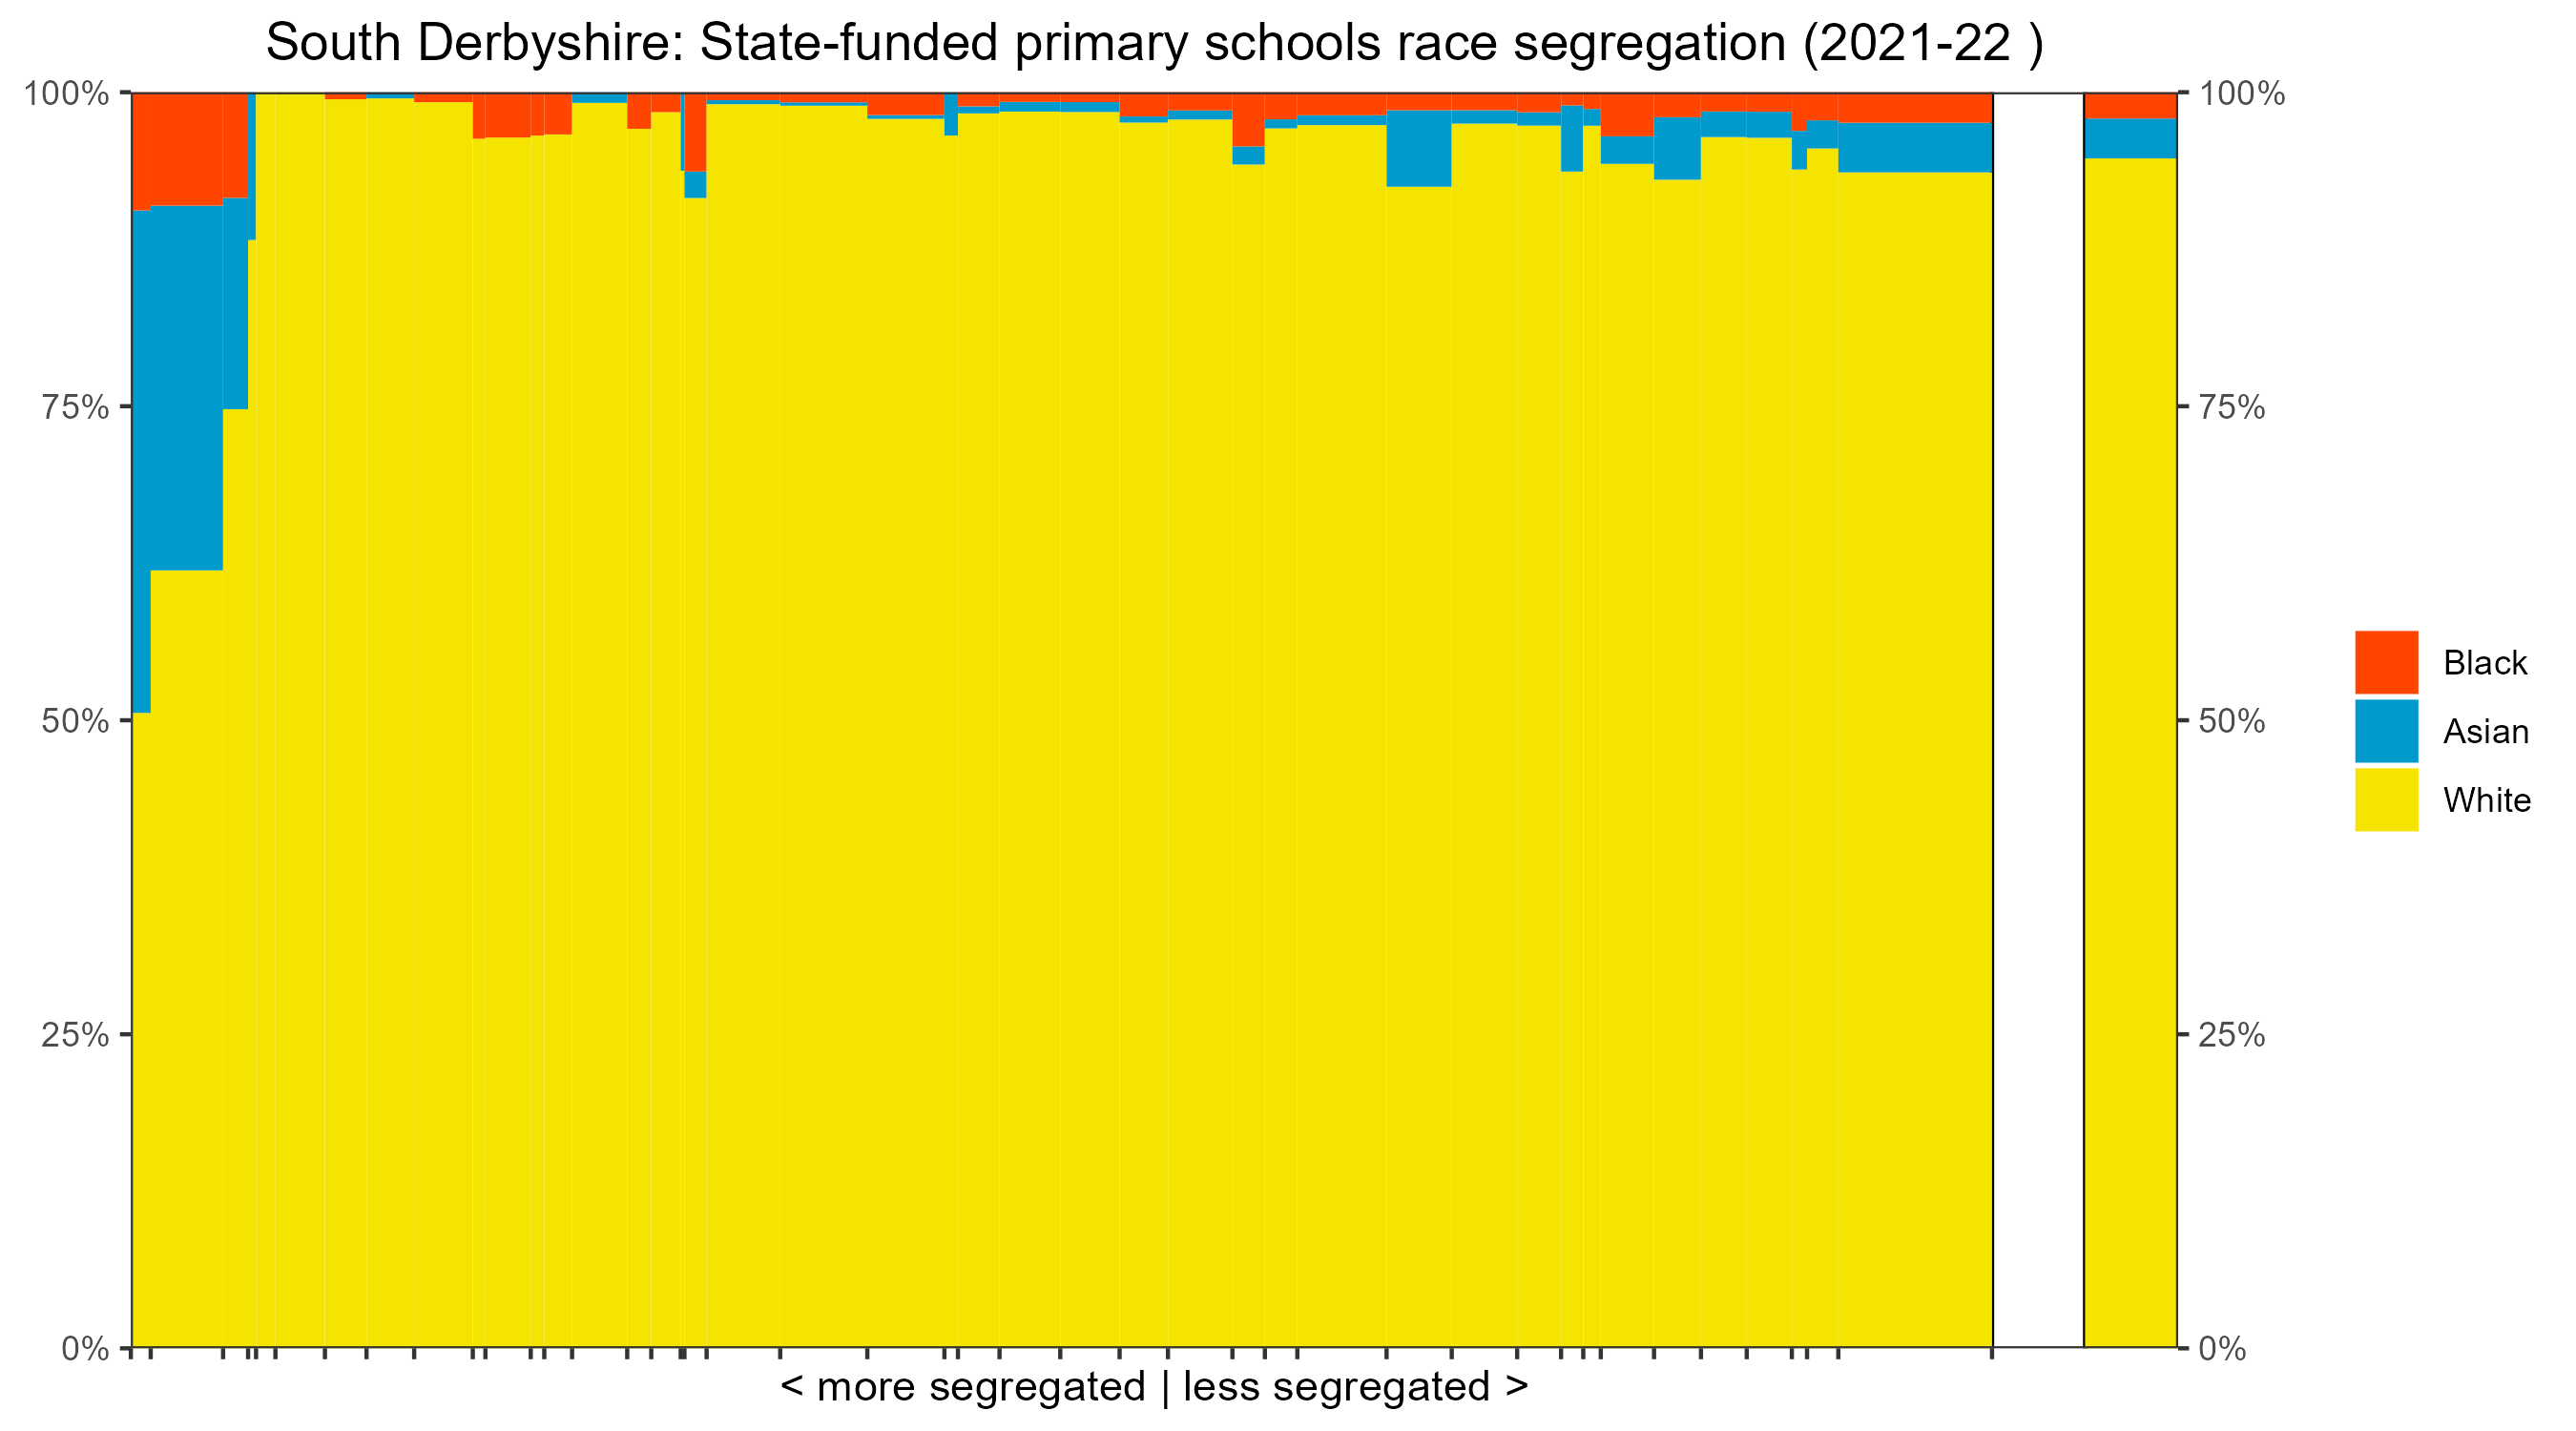 South Derbyshire: State-funded primary schools race segregation (2021-22 )
100%
75%
50%
25%
0%
100%
75%
50%
25%
0%
Black
Asian
White
< more segregated | less segregated >